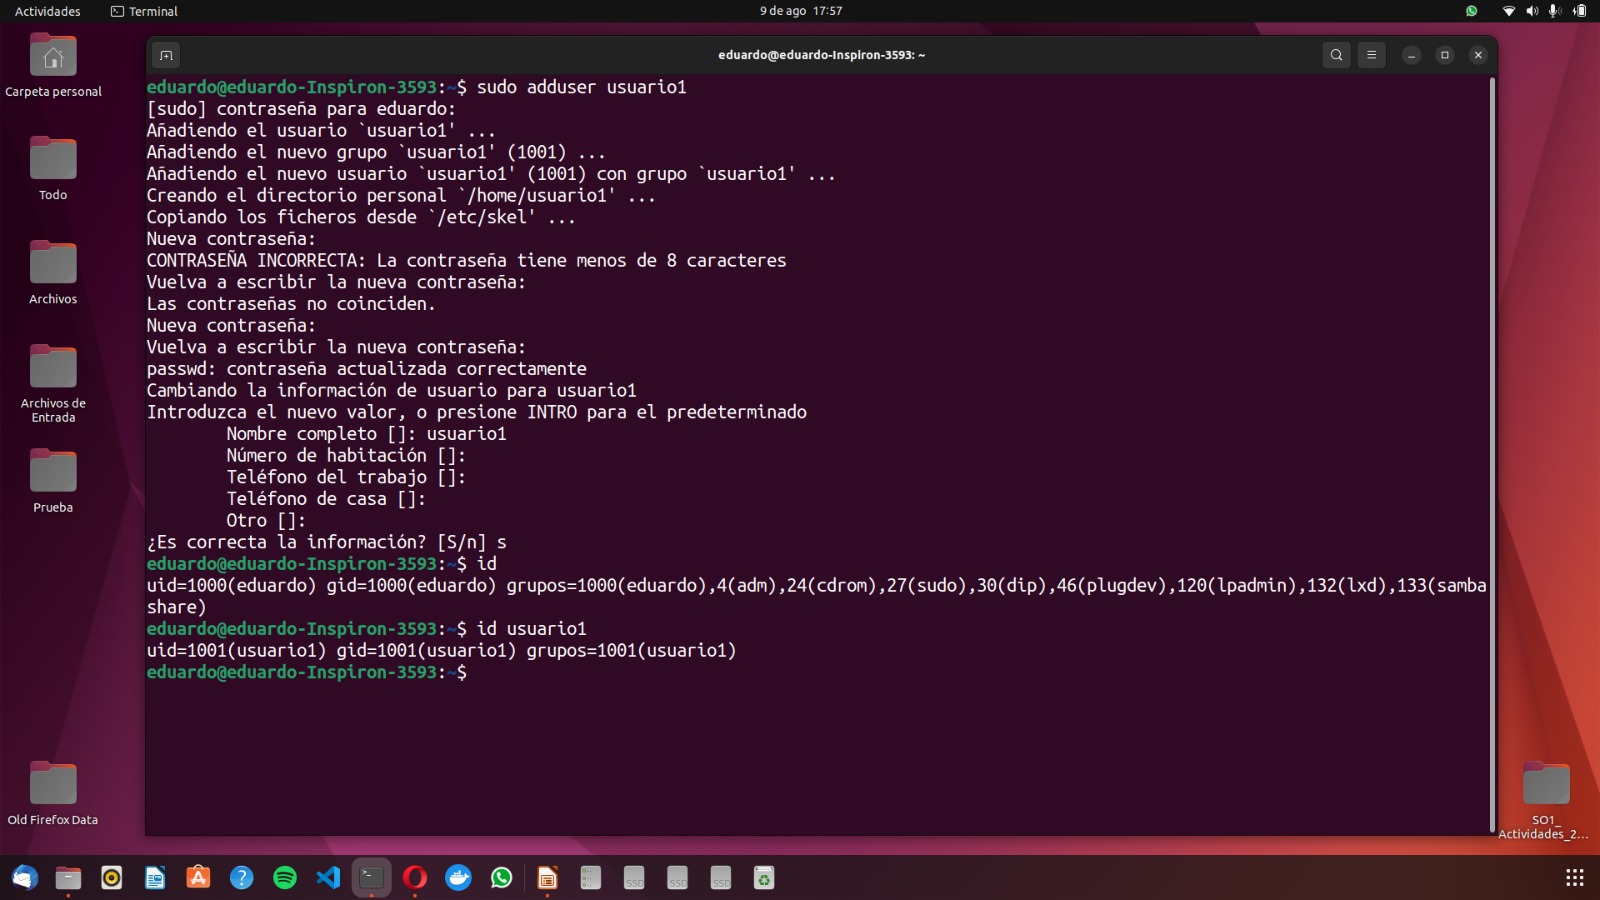 Actividades
Terminal
9 de ago 17:57
Carpeta personal
Todo
Archivos
Archivos de
Entrada
Prueba
Old Firefox Data
eduardo@eduardo-Inspiron-3593: ~
eduardo@eduardo-Inspiron-3593:~$ sudo adduser usuario1
[sudo] contraseña para eduardo:
Añadiendo el usuario `usuario1' ...
Añadiendo el nuevo grupo `usuario1' (1001) ...
Añadiendo el nuevo usuario `usuario1' (1001) con grupo `usuario1' ...
Creando el directorio personal `/home/usuario1' ...
Copiando los ficheros desde `/etc/skel' ...
Nueva contraseña:
CONTRASEÑA INCORRECTA: La contraseña tiene menos de 8 caracteres
Vuelva a escribir la nueva contraseña:
Las contraseñas no coinciden.
Nueva contraseña:
Vuelva a escribir la nueva contraseña:
passwd: contraseña actualizada correctamente
Cambiando la información de usuario para usuario1
Introduzca el nuevo valor, o presione INTRO para el predeterminado
Nombre completo []: usuario1
Número de habitación []:
Teléfono del trabajo []:
Teléfono de casa []:
Otro []:
¿Es correcta la información? [S/n] s
eduardo@eduardo-Inspiron-3593:~$ id
uid=1000(eduardo) gid=1000(eduardo) grupos=1000(eduardo),4(adm),24(cdrom),27(sudo),30(dip),46(plugdev),120(lpadmin),132(lxd),133(samba
share)
eduardo@eduardo-Inspiron-3593:~$ id usuario1
uid=1001(usuario1) gid=1001(usuario1) grupos=1001(usuario1)
eduardo@eduardo-Inspiron-3593:~$
SO1_
Actividades_2...
SSD
SSD
SSD